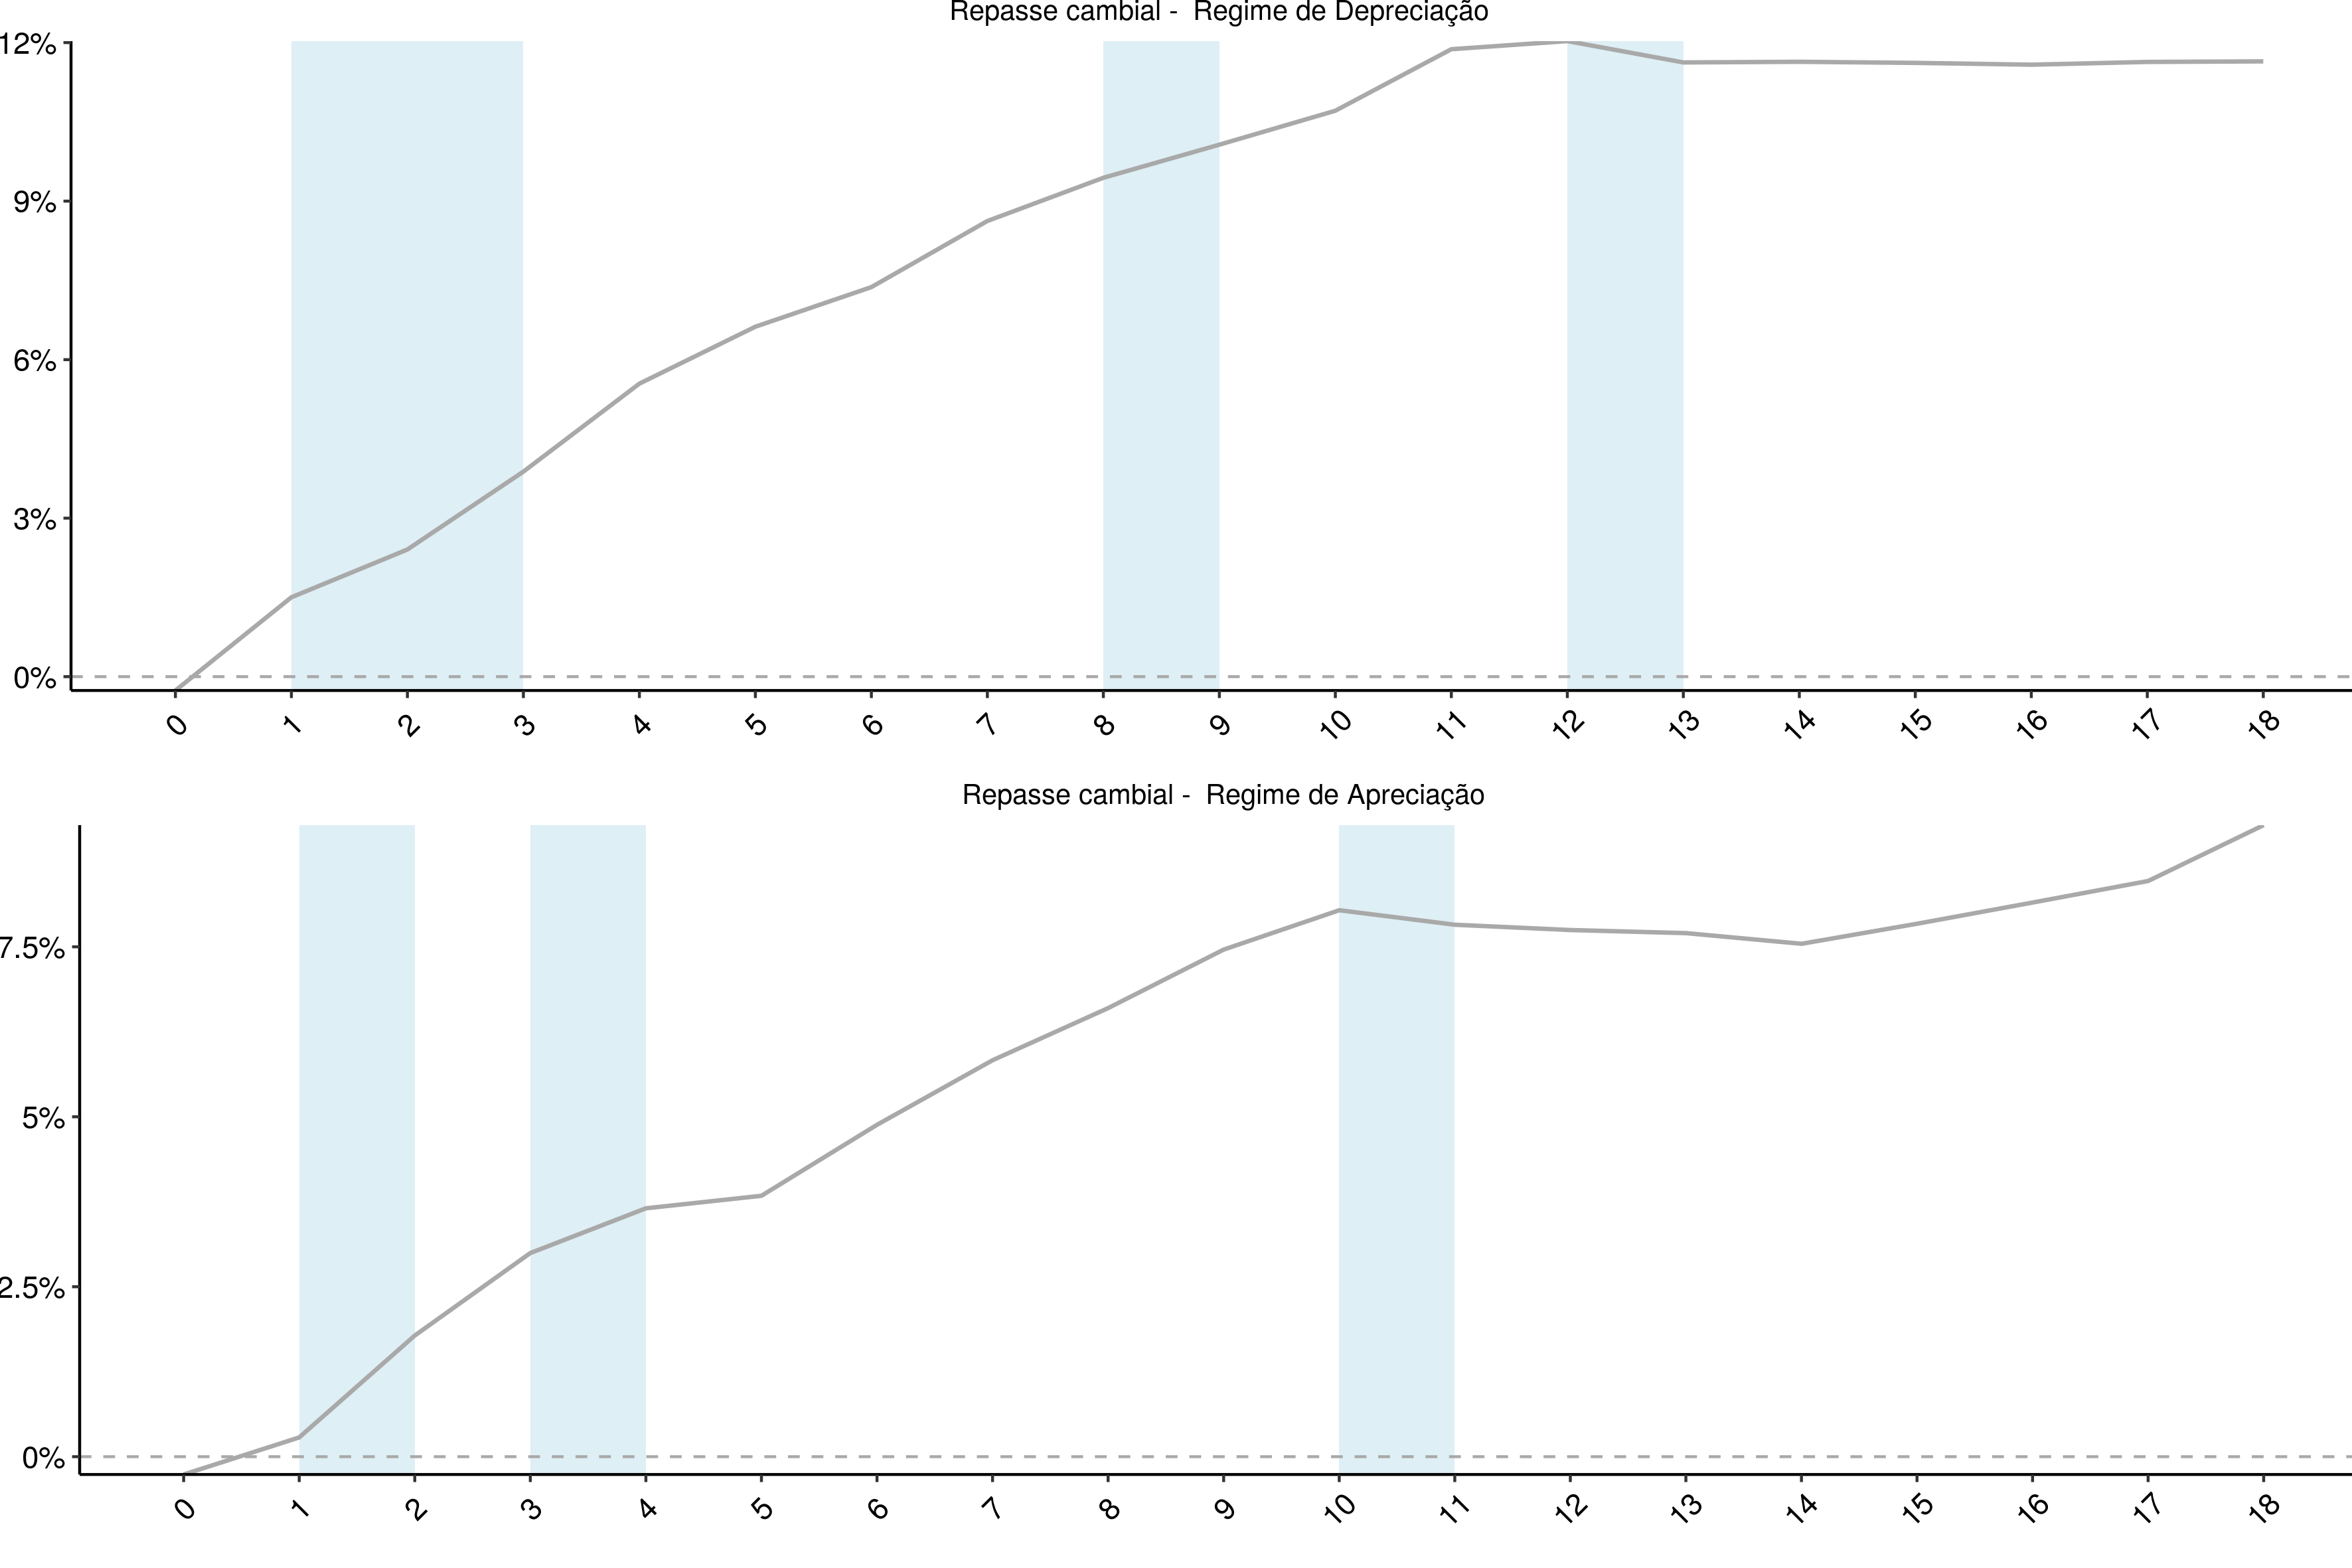 Repasse cambial -  Regime de Depreciação
12%
9%
6%
3%
0%
0 1 2 3 4 5 6 7 8 9 10 11 12 13 14 15 16 17 18
Repasse cambial -  Regime de Apreciação
7.5%
5%
2.5%
0%
0 1 2 3 4 5 6 7 8 9 10 11 12 13 14 15 16 17 18